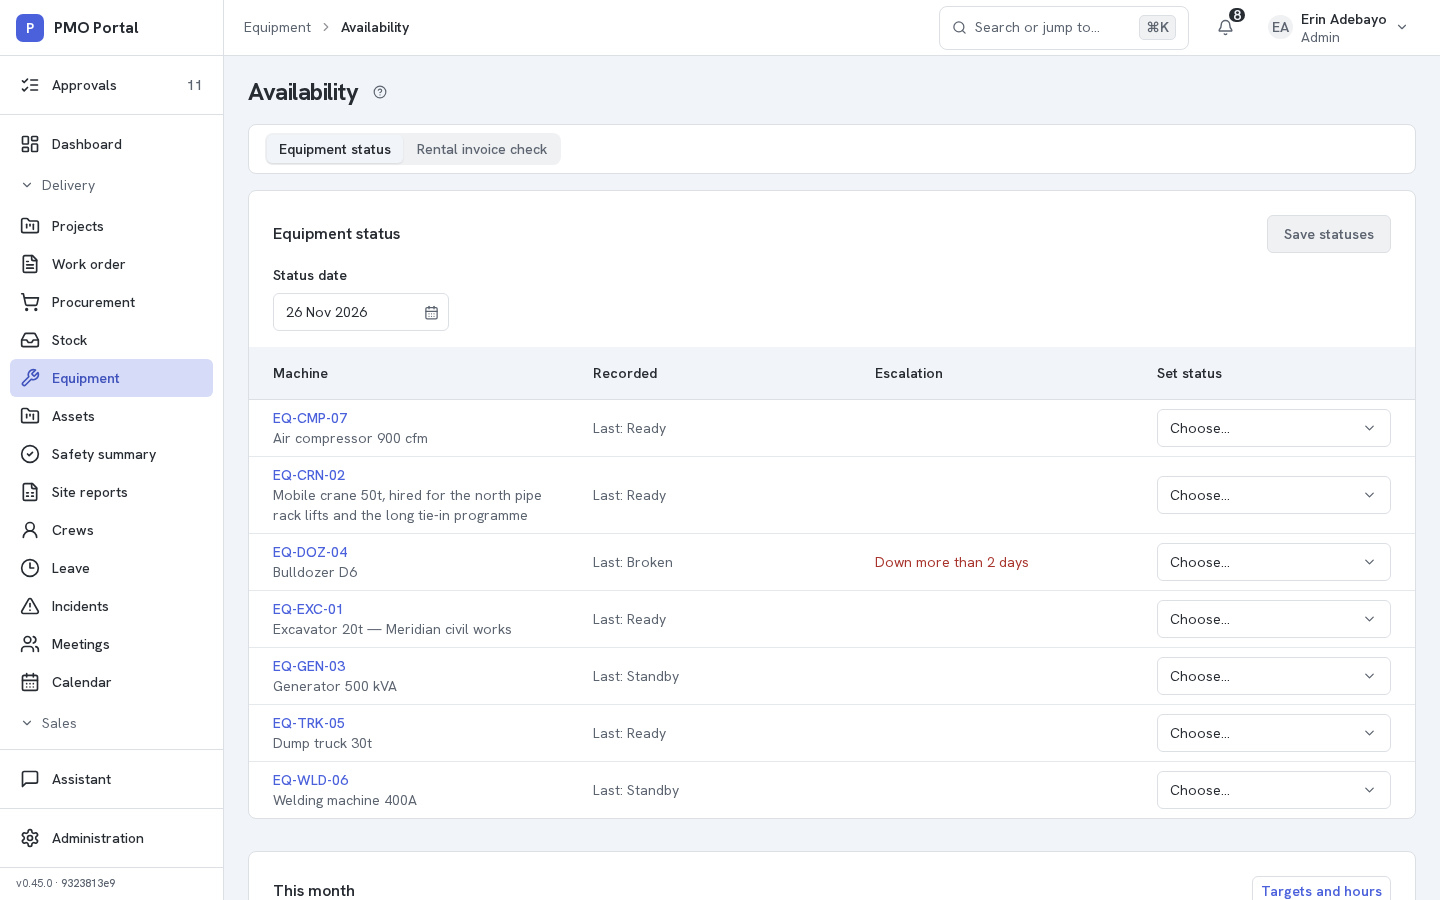 P PMO Portal
Equipment > Availability
Search or jump to... ⌘K
8
EA Erin Adebayo
Admin
Approvals 11
Dashboard
Delivery
Projects
Work order
Procurement
Stock
Equipment
Assets
Safety summary
Site reports
Crews
Leave
Incidents
Meetings
Calendar
Sales
Assistant
Administration
v0.45.0 · 9323813e9
Availability
Equipment status Rental invoice check
Equipment status Save statuses
Status date
26 Nov 2026
Machine Recorded Escalation Set status
EQ-CMP-07
Air compressor 900 cfm
Last: Ready
Choose...
EQ-CRN-02
Mobile crane 50t, hired for the north pipe
rack lifts and the long tie-in programme
Last: Ready
Choose...
EQ-DOZ-04
Bulldozer D6
Last: Broken
Down more than 2 days
Choose...
EQ-EXC-01
Excavator 20t — Meridian civil works
Last: Ready
Choose...
EQ-GEN-03
Generator 500 kVA
Last: Standby
Choose...
EQ-TRK-05
Dump truck 30t
Last: Ready
Choose...
EQ-WLD-06
Welding machine 400A
Last: Standby
Choose...
This month Targets and hours